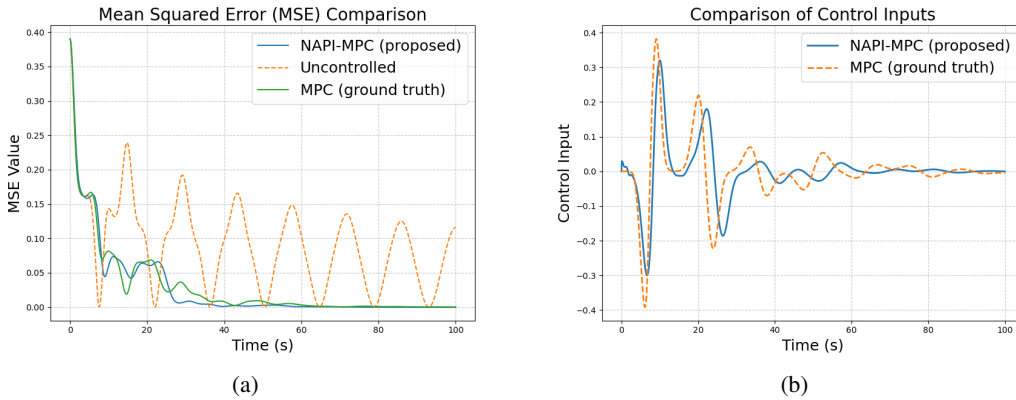 Mean Squared Error (MSE) Comparison
NAPI-MPC (proposed)
Uncontrolled
MPC (ground truth)
MSE Value
0.40
0.35
0.30
0.25
0.20
0.15
0.10
0.05
0.00
0
20
40
60
80
100
Time (s)
(a)
Comparison of Control Inputs
NAPI-MPC (proposed)
MPC (ground truth)
Control Input
0.4
0.3
0.2
0.1
0.0
−0.1
−0.2
−0.3
−0.4
0
20
40
60
80
100
Time (s)
(b)